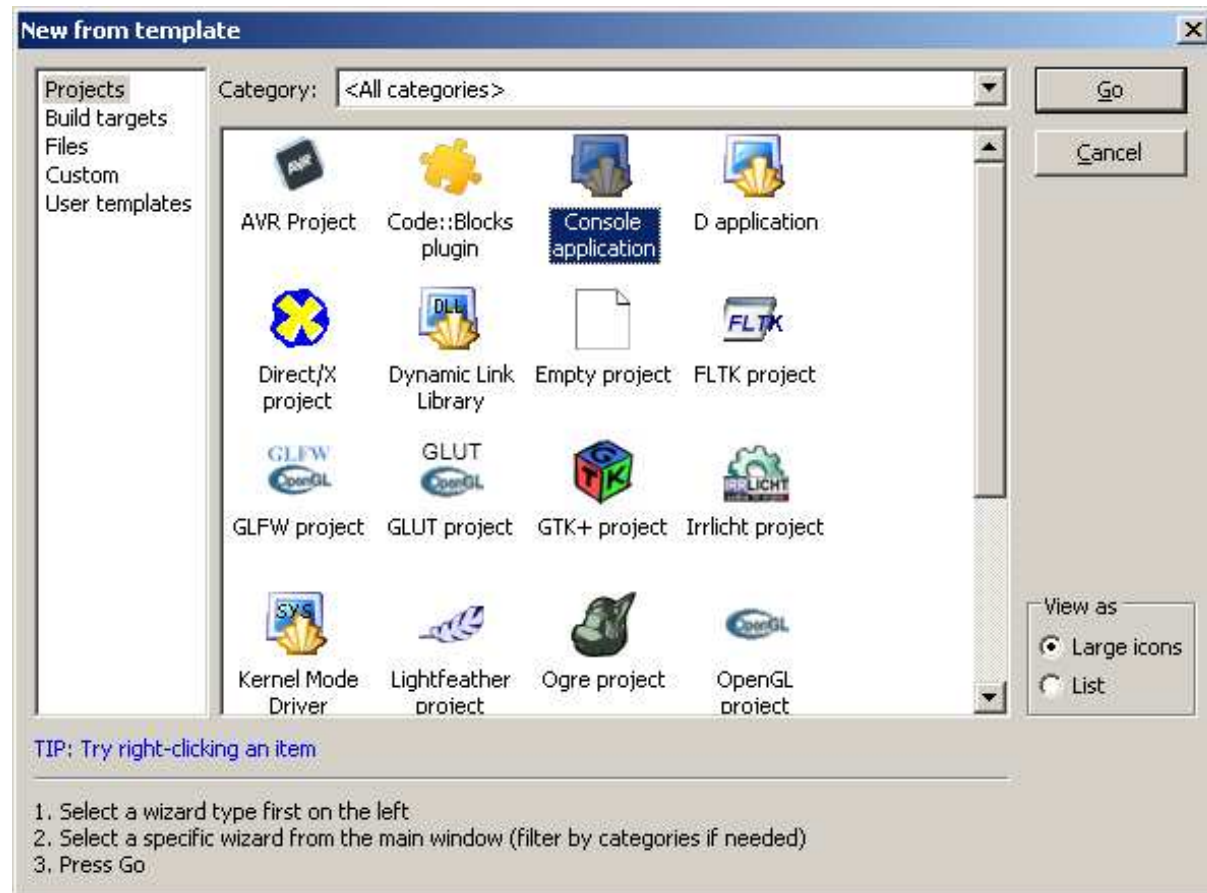 New from template
Projects
Build targets
Files
Custom
User templates
Category: <All categories>
Go
Cancel
AVR
AVR Project
Code::Blocks
plugin
Console
application
D application
Direct/X
project
DLL
Dynamic Link
Library
Empty project
FLTK
FLTK project
GLFW
OpenGL
GLFW project
GLUT
OpenGL
GLUT project
GTK
GTK+ project
IRRLICHT
Irrlicht project
SYS
Kernel Mode
Driver
Lightfeather
project
Ogre project
OpenGL
OpenGL
project
View as
Large icons
List
TIP: Try right-clicking an item
1. Select a wizard type first on the left
2. Select a specific wizard from the main window (filter by categories if needed)
3. Press Go